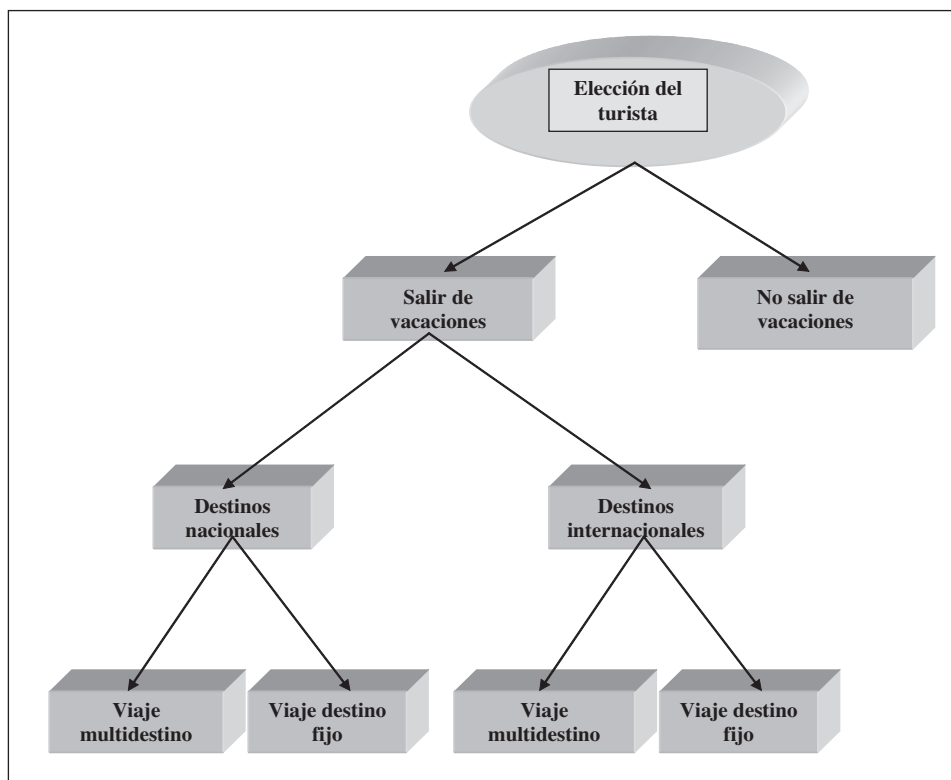 Elección del
turista
Salir de
vacaciones
No salir de
vacaciones
Destinos
nacionales
Destinos
internacionales
Viaje
multidestino
Viaje destino
fijo
Viaje
multidestino
Viaje destino
fijo